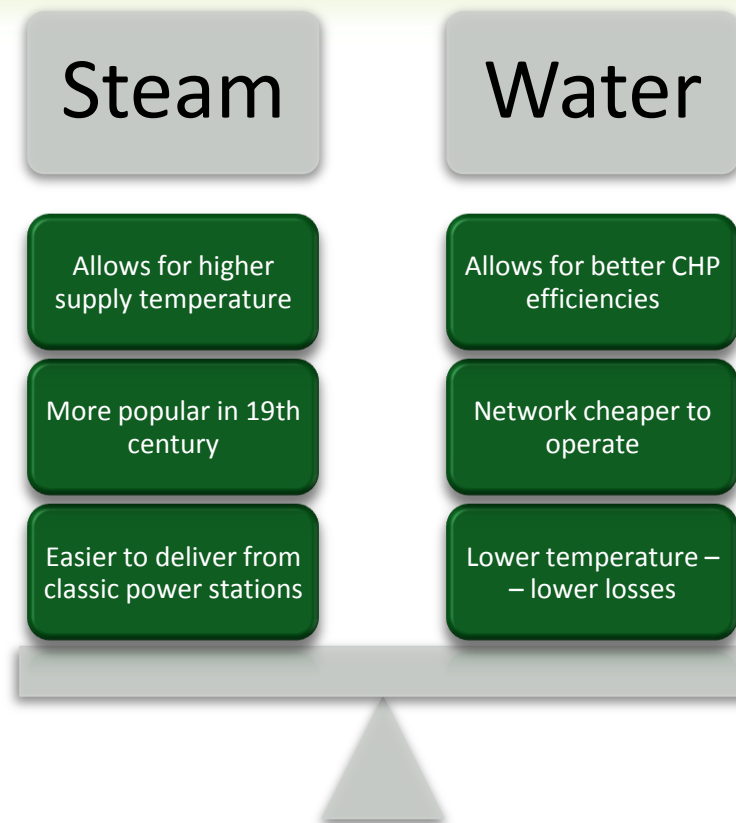 Steam
Allows for higher
supply temperature
More popular in 19th
century
Easier to deliver from
classic power stations
Water
Allows for better CHP
efficiencies
Network cheaper to
operate
Lower temperature –
– lower losses